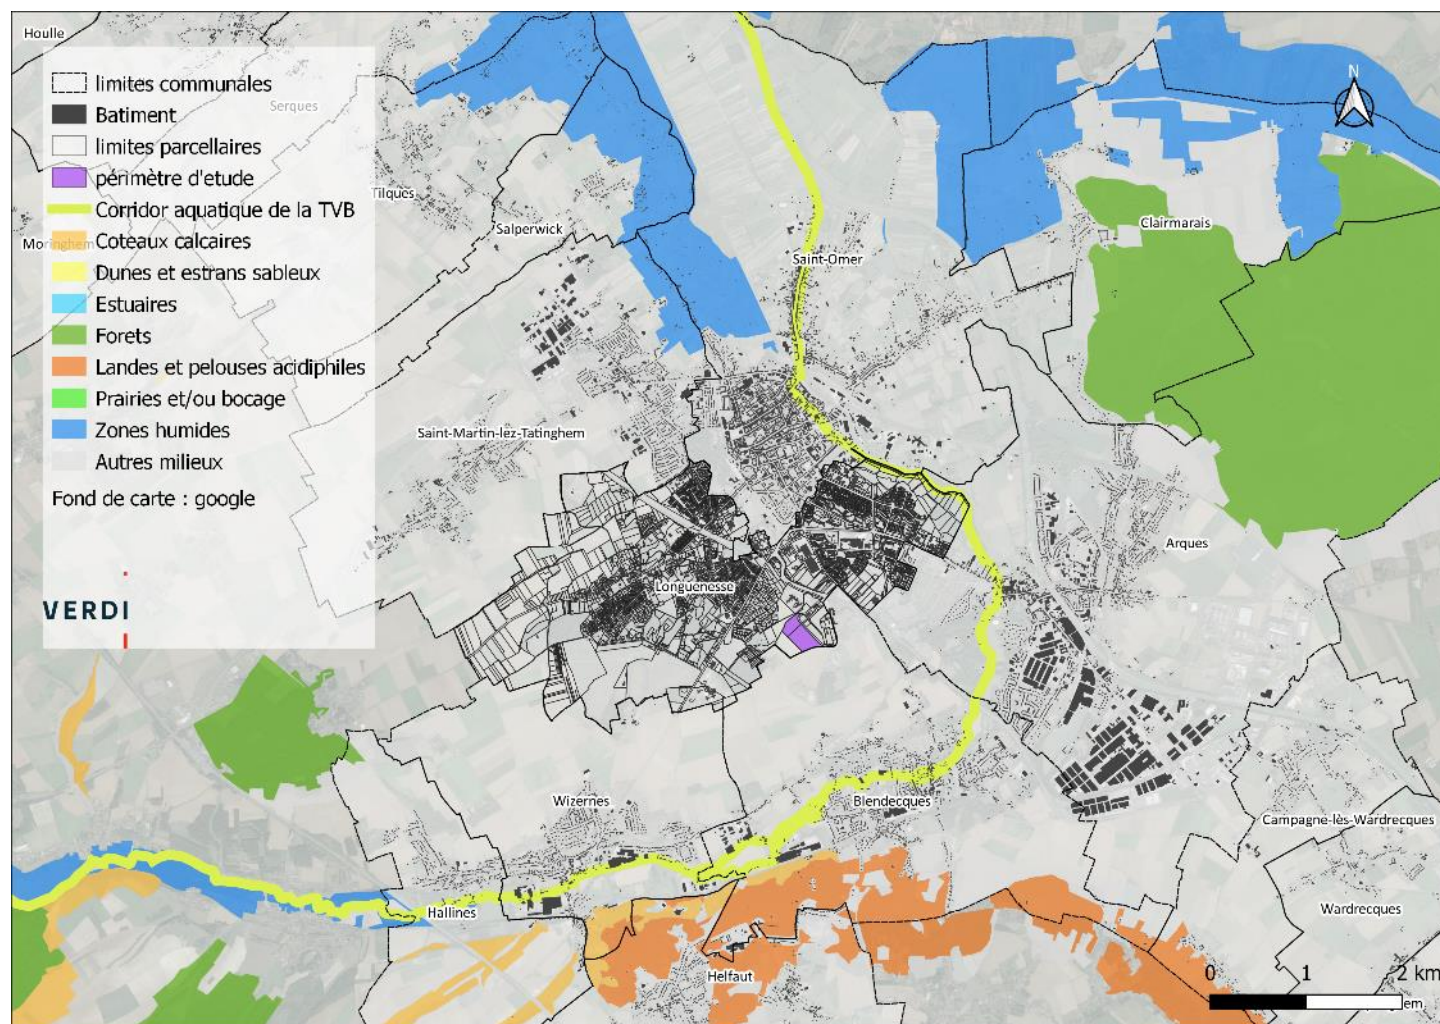 Houlle
limites communales
Serques
Batiment
limites parcellaires
périmètre d'etude
Tilques
Corridor aquatique de la TVB
Moringhem
Coteaux calcaires
Dunes et estrans sableux
Estuaires
Forets
Landes et pelouses acidiphiles
Prairies et/ou bocage
Zones humides
Autres milieux
Fond de carte : google
VERDI
N
Salperwick
Clairmarais
Saint-Omer
Saint-Martin-lez-Tatinghem
Arques
Longuenesse
Wizernes
Blendecques
Campagne-lès-Wardrecques
Hallines
Wardrecques
Helfaut
0 1 2 km
em